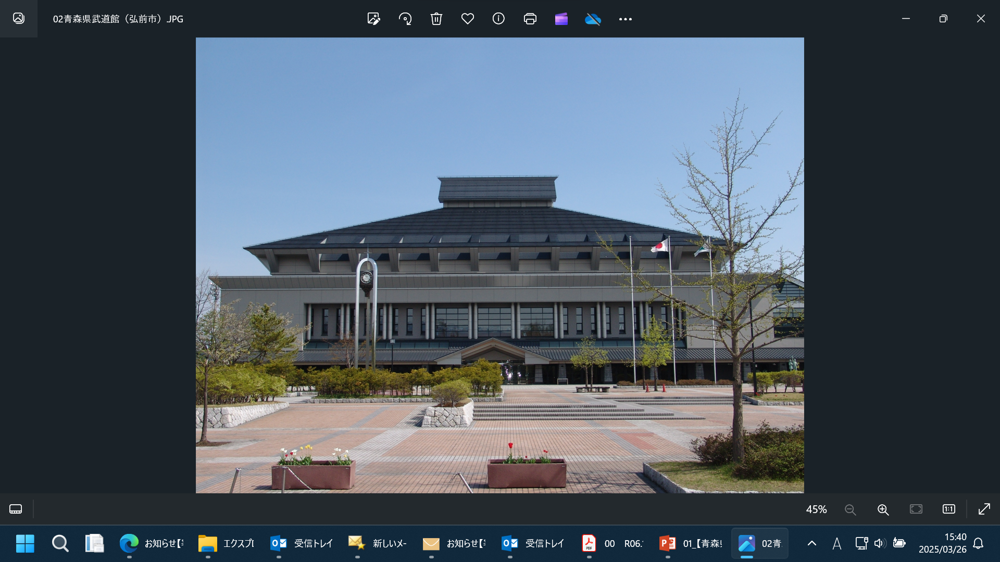 02青森県武道館（弘前市）.JPG
45%
お知らせ【
エクスプ
受信トレイ
新しいメー
お知らせ【
受信トレイ
00 R06.
01_【青森
02青
A
15:40
2025/03/26